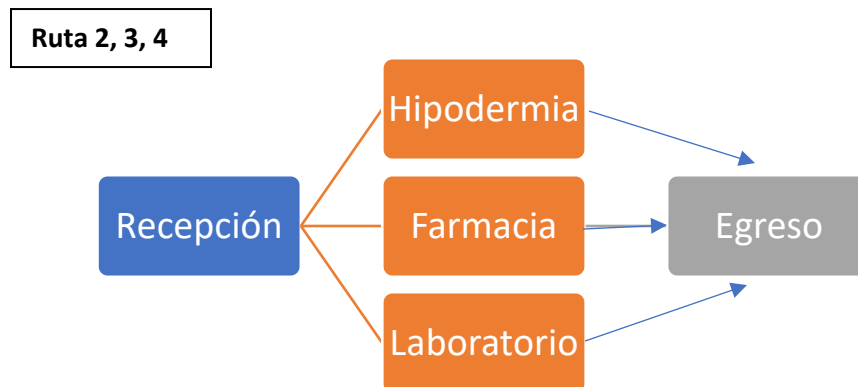 Ruta 2, 3, 4
Hipodermia
Recepción
Farmacia
Egreso
Laboratorio